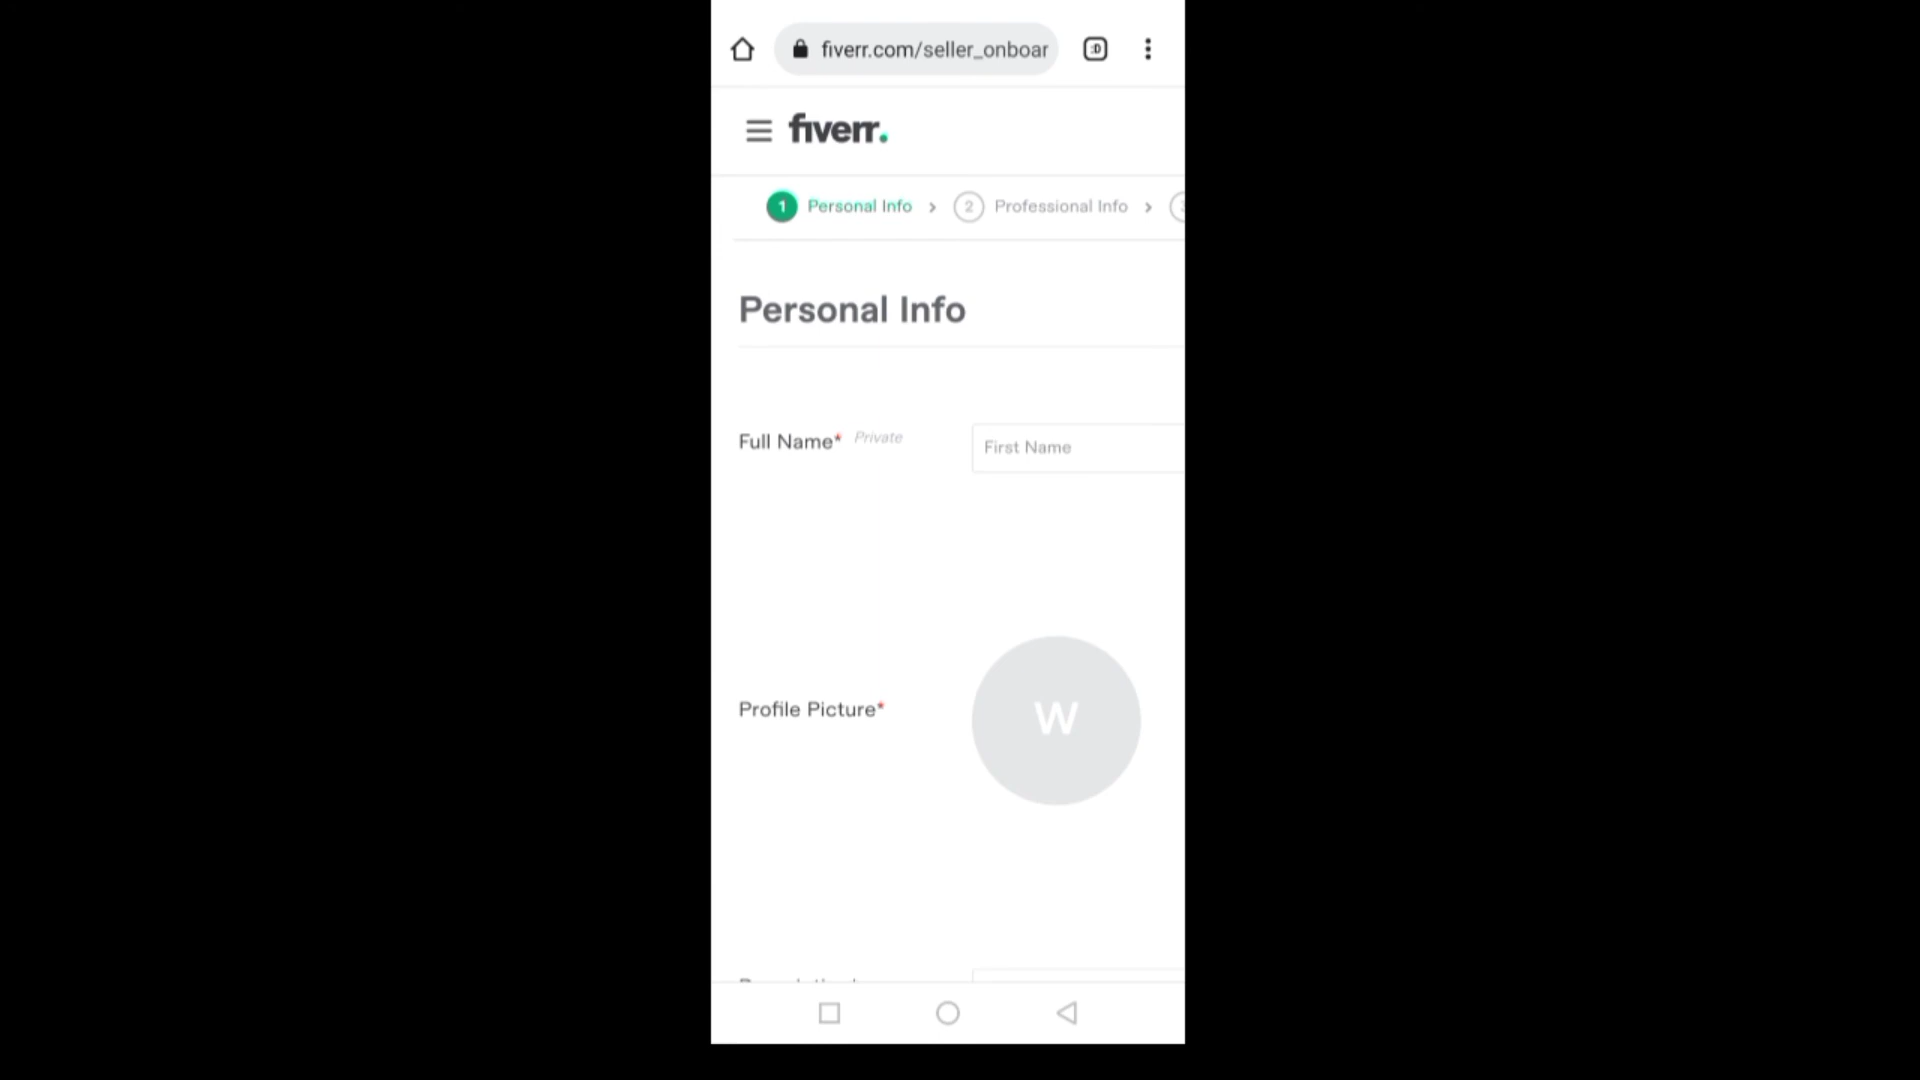 fiverr.com/seller_onboar
:D
fiverr.
1 Personal Info > 2 Professional Info >
Personal Info
Full Name* Private
First Name
W
Profile Picture*